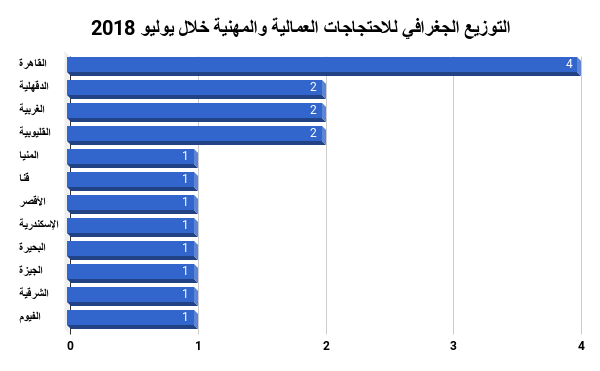 التوزيع الجغرافي للاحتجاجات العمالية والمهنية خلال يوليو 2018
القاهرة 4
الدقهلية 2
الغربية 2
القليوبية 2
المنيا 1
قنا 1
الأقصر 1
الإسكندرية 1
البحيرة 1
الجيزة 1
الشرقية 1
الفيوم 1
0 1 2 3 4